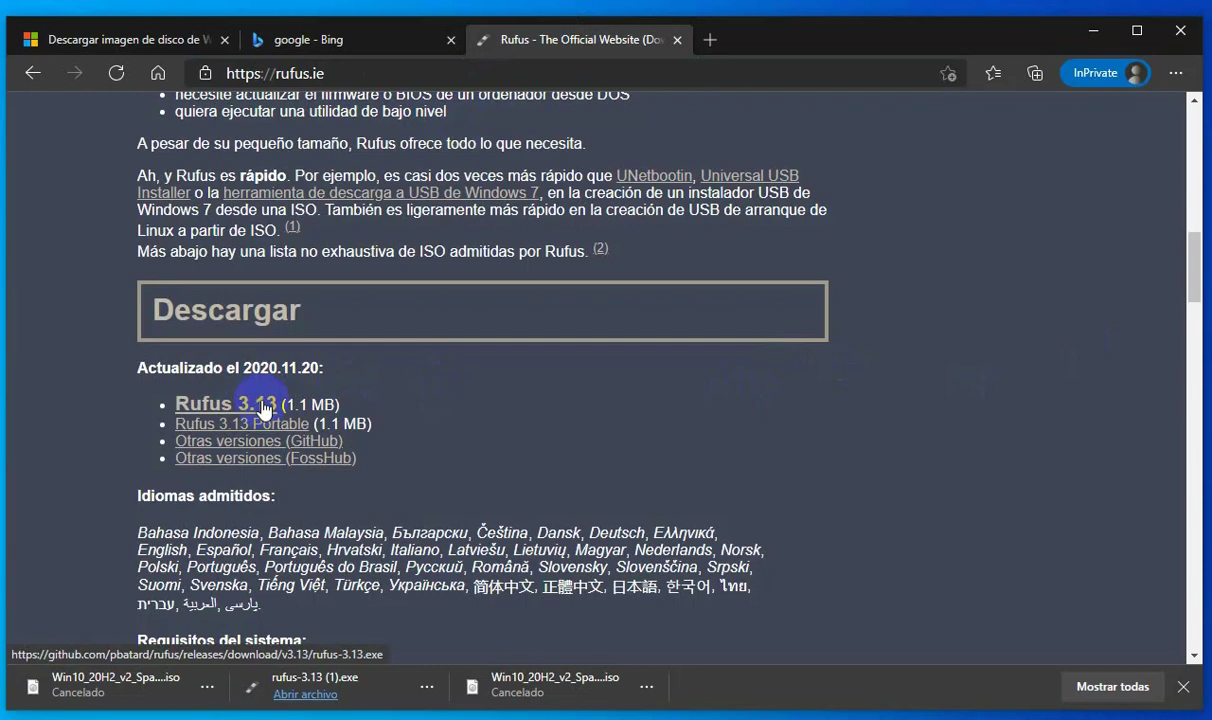 Descargar imagen de disco de W
google - Bing
Rufus - The Official Website (Dov
https://rufus.ie
InPrivate
necesite actualizar el firmware o BIOS de un ordenador desde DOS
quiera ejecutar una utilidad de bajo nivel
A pesar de su pequeño tamaño, Rufus ofrece todo lo que necesita.
Ah, y Rufus es rápido. Por ejemplo, es casi dos veces más rápido que UNetbootin, Universal USB
Installer o la herramienta de descarga a USB de Windows 7, en la creación de un instalador USB de
Windows 7 desde una ISO. También es ligeramente más rápido en la creación de USB de arranque de
Linux a partir de ISO. (1)
Más abajo hay una lista no exhaustiva de ISO admitidas por Rufus. (2)
Descargar
Actualizado el 2020.11.20:
Rufus 3.13 (1.1 MB)
Rufus 3.13 Portable (1.1 MB)
Otras versiones (GitHub)
Otras versiones (FossHub)
Idiomas admitidos:
Bahasa Indonesia, Bahasa Malaysia, Български, Čeština, Dansk, Deutsch, Ελληνικά,
English, Español, Français, Hrvatski, Italiano, Latviešu, Lietuvių, Magyar, Nederlands, Norsk,
Polski, Português, Português do Brasil, Русский, Română, Slovensky, Slovenščina, Srpski,
Suomi, Svenska, Tiếng Việt, Türkçe, Українська, 简体中文, 正體中文, 日本語, 한국어, ไทย,
עברית, العربية, پارسی.
Requisitos del sistema:
https://github.com/pbatard/rufus/releases/download/v3.13/rufus-3.13.exe
Win10_20H2_v2_Spa....iso
Cancelado
rufus-3.13 (1).exe
Abrir archivo
Win10_20H2_v2_Spa....iso
Cancelado
Mostrar todas